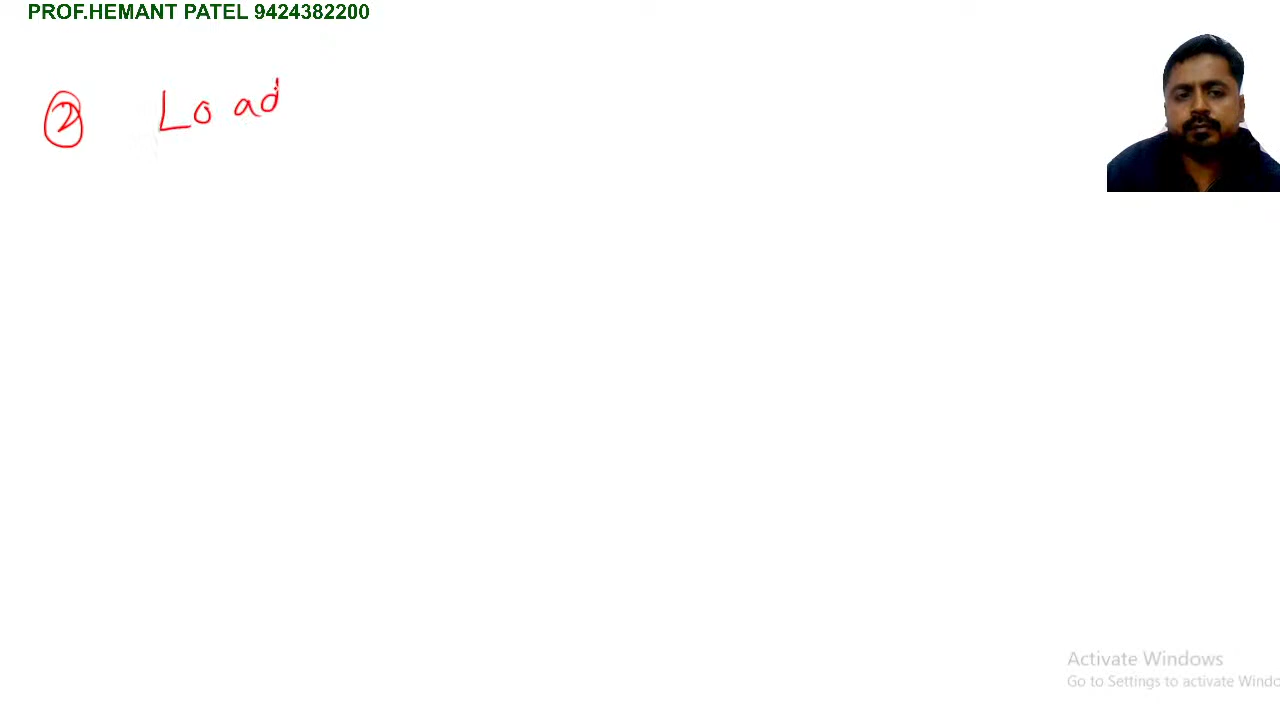 PROF.HEMANT PATEL 9424382200
② Load
Activate Windows
Go to Settings to activate Windo